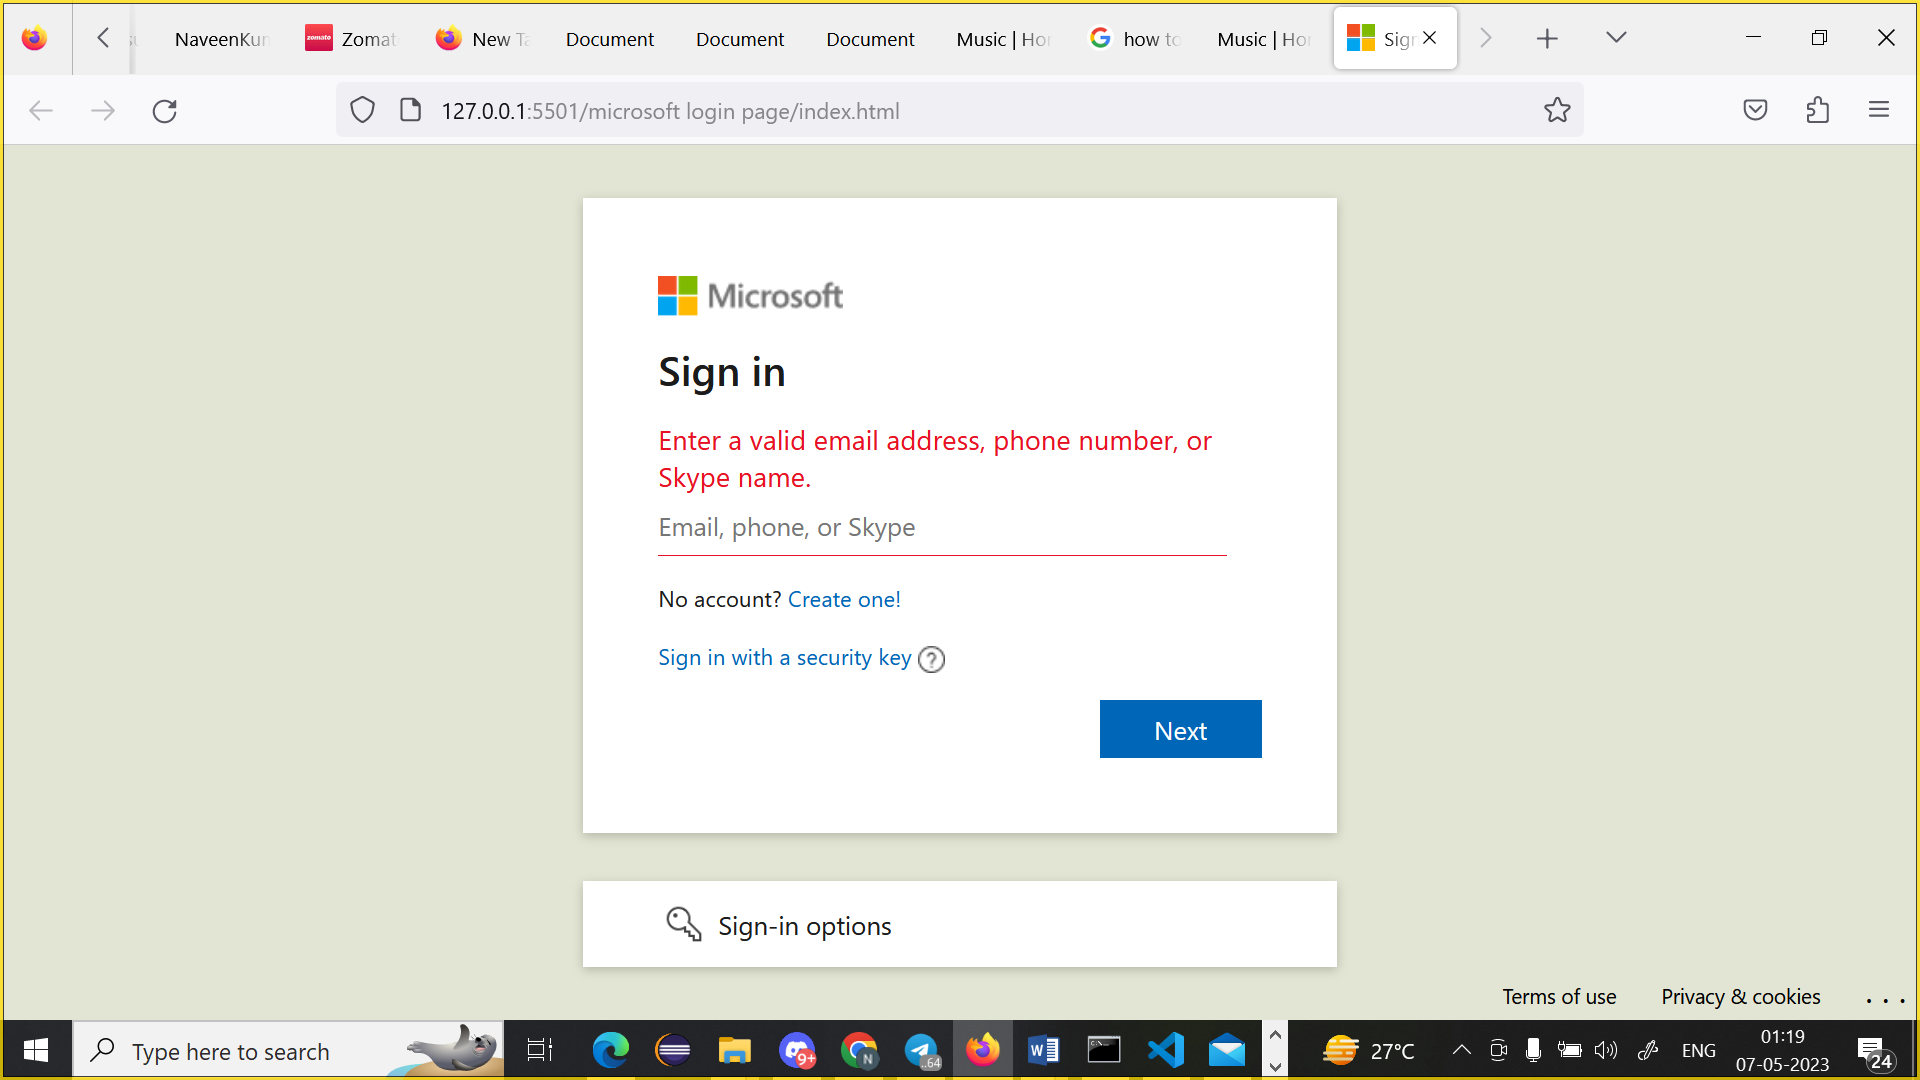 NaveenKun
zomato
Zomat
New Ta
Document
Document
Document
Music | Hor
how to
Music | Hor
Sign
127.0.0.1:5501/microsoft login page/index.html
Microsoft
Sign in
Enter a valid email address, phone number, or
Skype name.
Email, phone, or Skype
No account? Create one!
Sign in with a security key ?
Next
Sign-in options
Terms of use
Privacy & cookies
. . .
Type here to search
9+
N
..64
27°C
ENG
01:19
07-05-2023
24